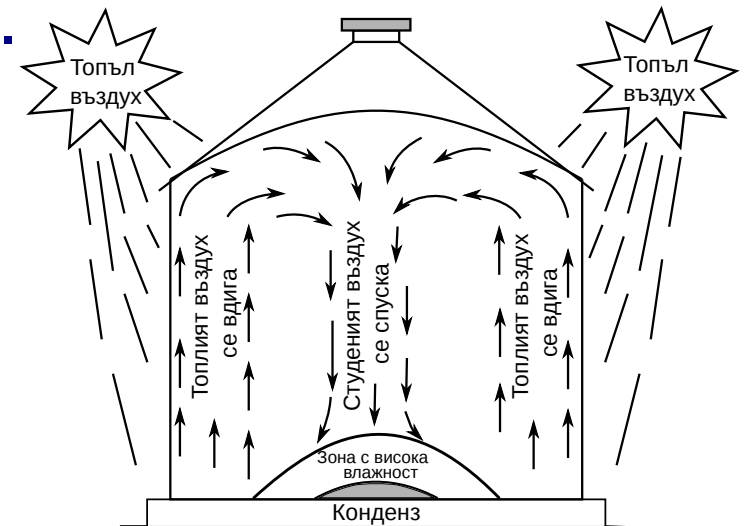 Топъл
въздух
Топъл
въздух
Топлият въздух
се вдига
Студеният въздух
се спуска
Топлият въздух
се вдига
Зона с висока
влажност
Конденз